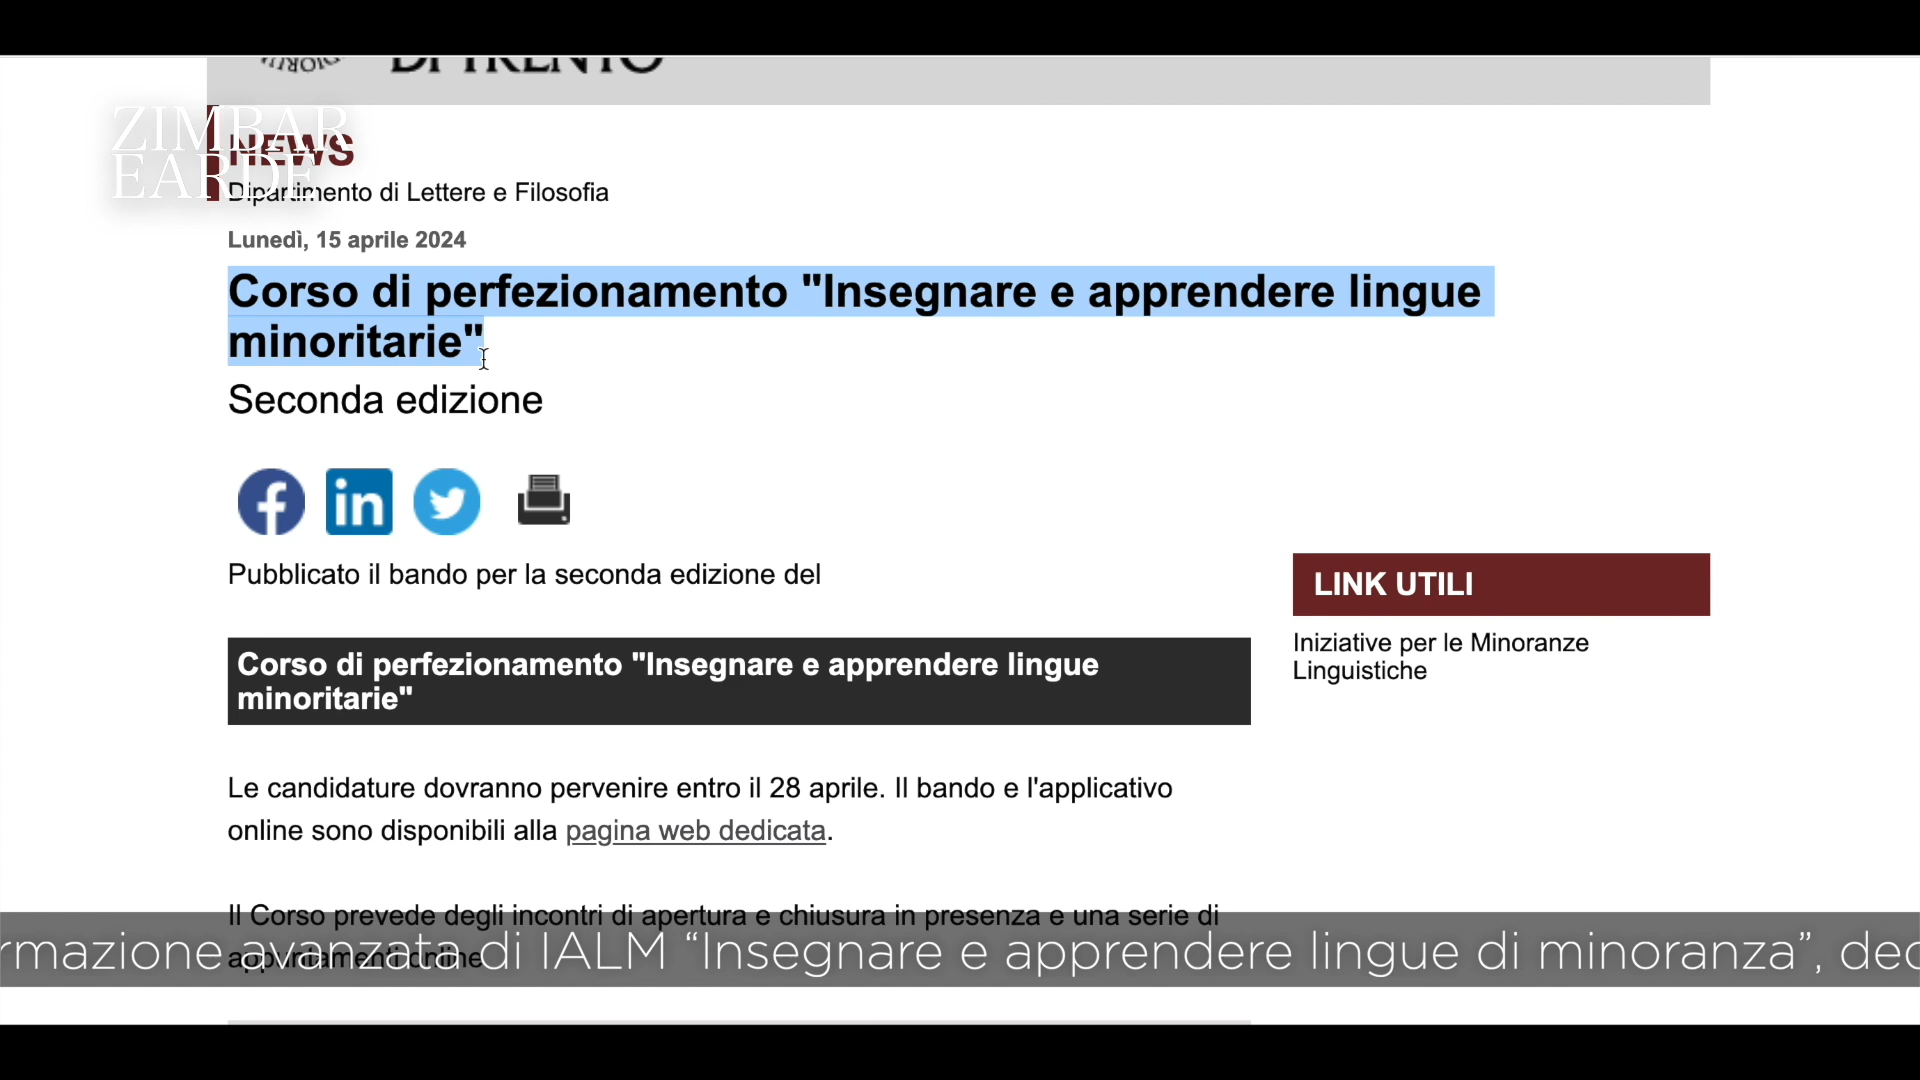 DI TRENTO
ZIMBAR
EARDE
NEWS
Dipartimento di Lettere e Filosofia
Lunedì, 15 aprile 2024
Corso di perfezionamento "Insegnare e apprendere lingue
minoritarie"
Seconda edizione
Pubblicato il bando per la seconda edizione del
LINK UTILI
Iniziative per le Minoranze
Linguistiche
Corso di perfezionamento "Insegnare e apprendere lingue
minoritarie"
Le candidature dovranno pervenire entro il 28 aprile. Il bando e l'applicativo
online sono disponibili alla pagina web dedicata.
Il Corso prevede degli incontri di apertura e chiusura in presenza e una serie di
appuntamenti online
rmazione avanzata di IALM “Insegnare e apprendere lingue di minoranza”, dec